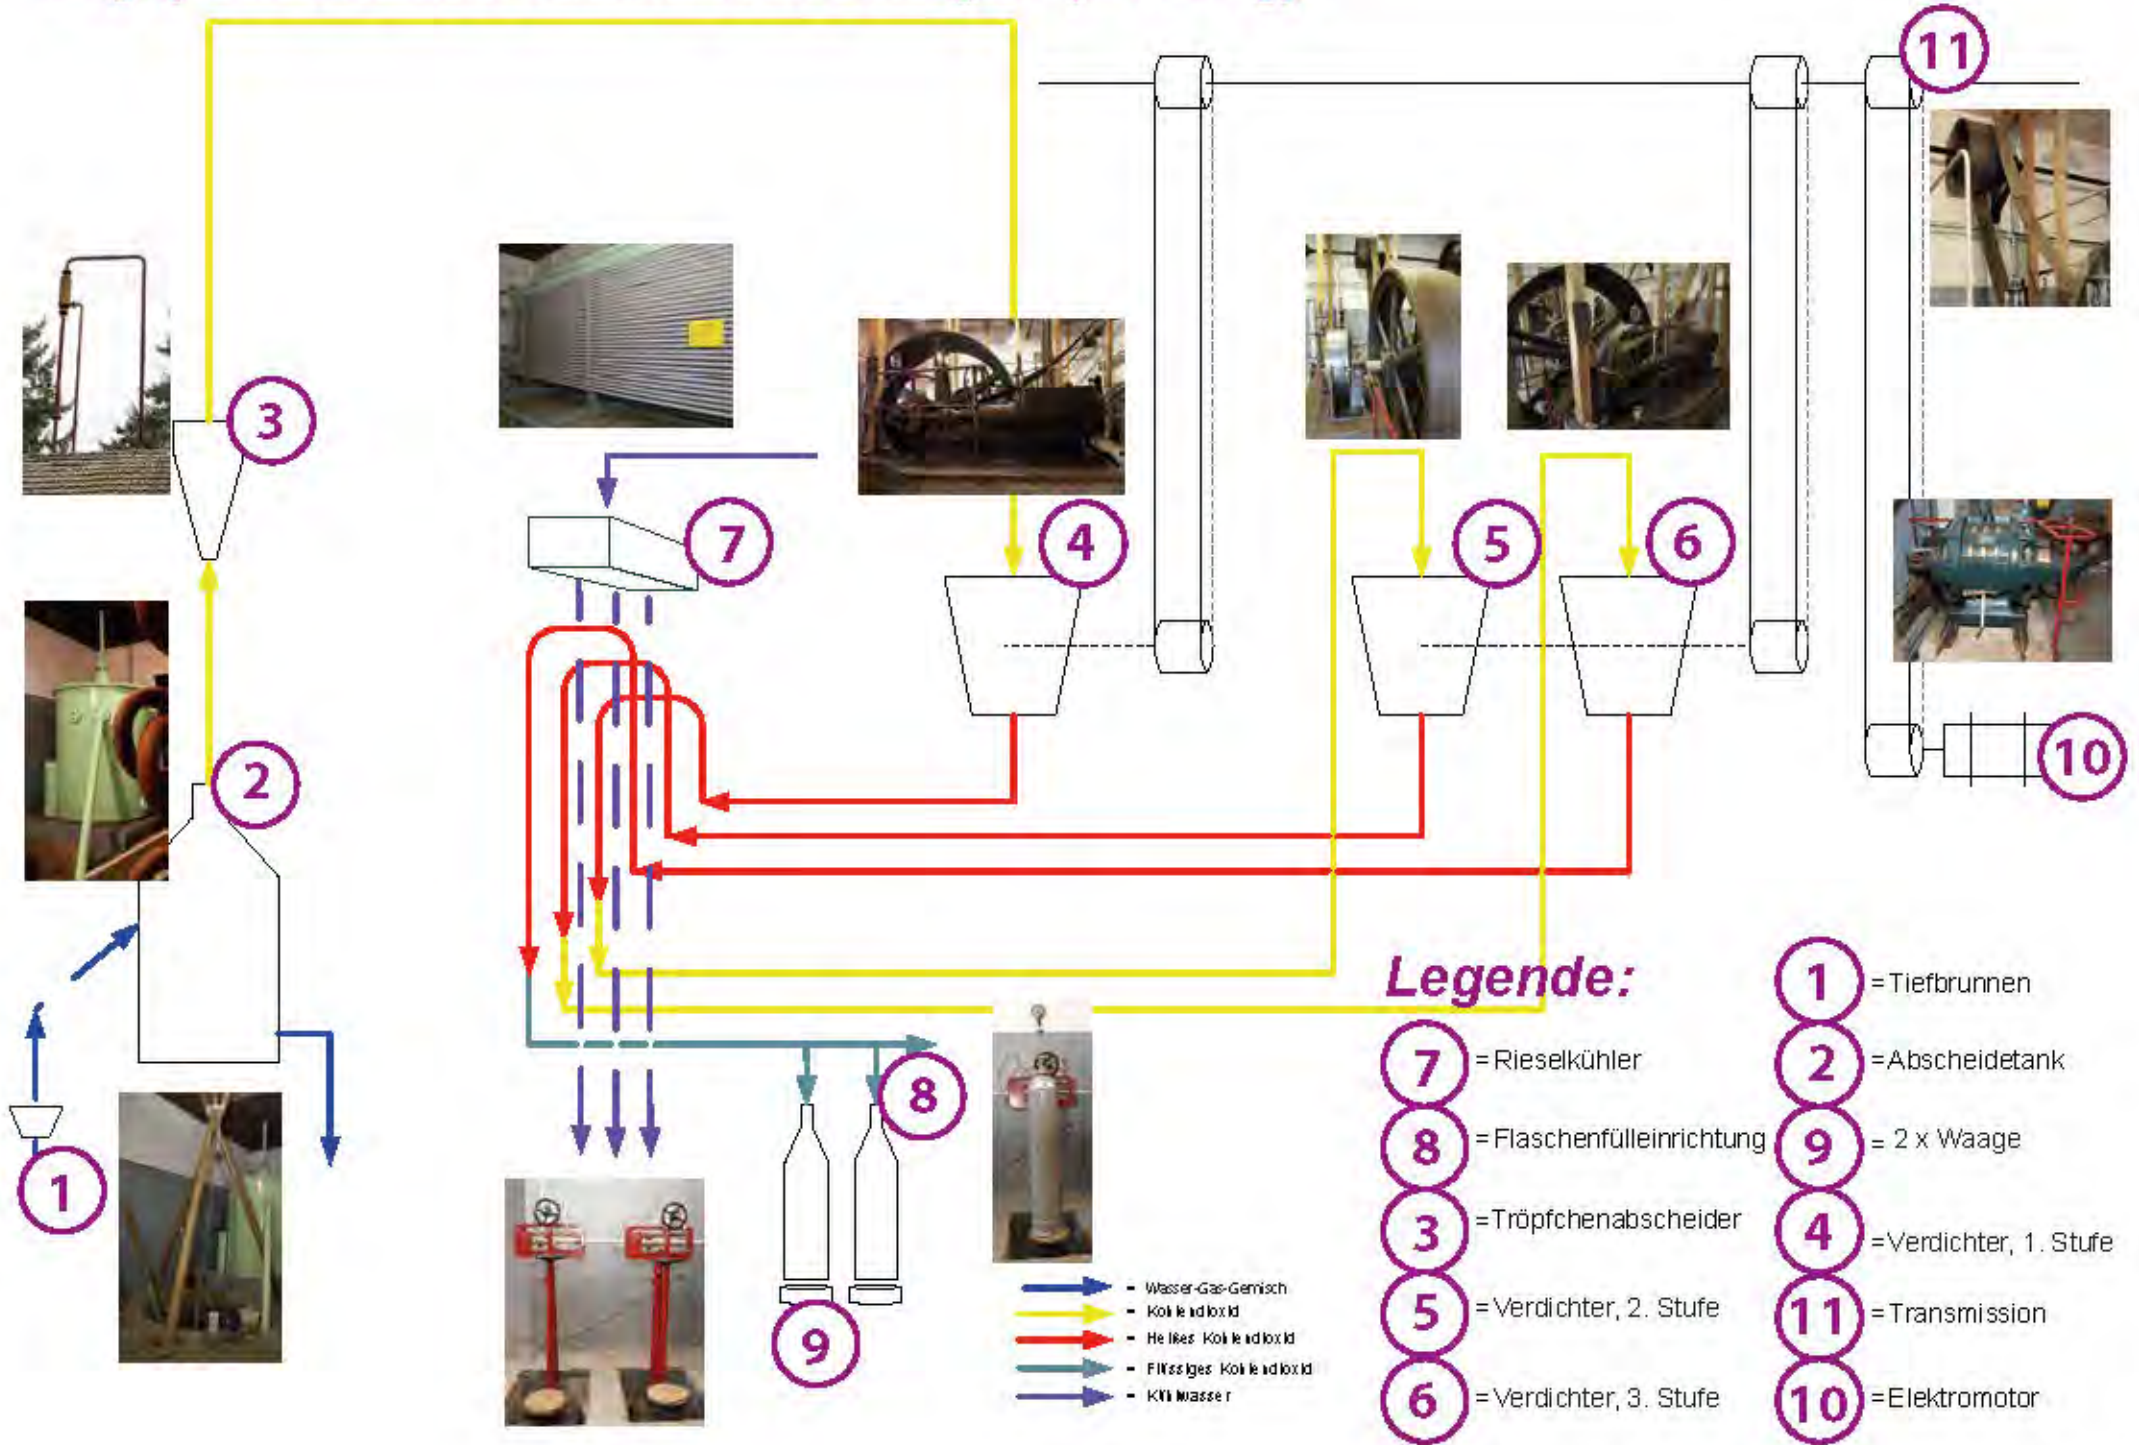 11
3
7
4
5
6
2
10
1
8
9
Legende:
1 =Tiefbrunnen
7 =Rieselkühler
2 =Abscheidetank
8 =Flaschenfülleinrichtung
9 = 2 x Waage
3 =Tröpfchenabscheider
4 =Verdichter, 1. Stufe
5 =Verdichter, 2. Stufe
11 =Transmission
6 =Verdichter, 3. Stufe
10 =Elektromotor
= Wasser-Gas-Gemisch
= Kohlendioxid
= Heißes Kohlendioxid
= Flüssiges Kohlendioxid
= Kühlwasser